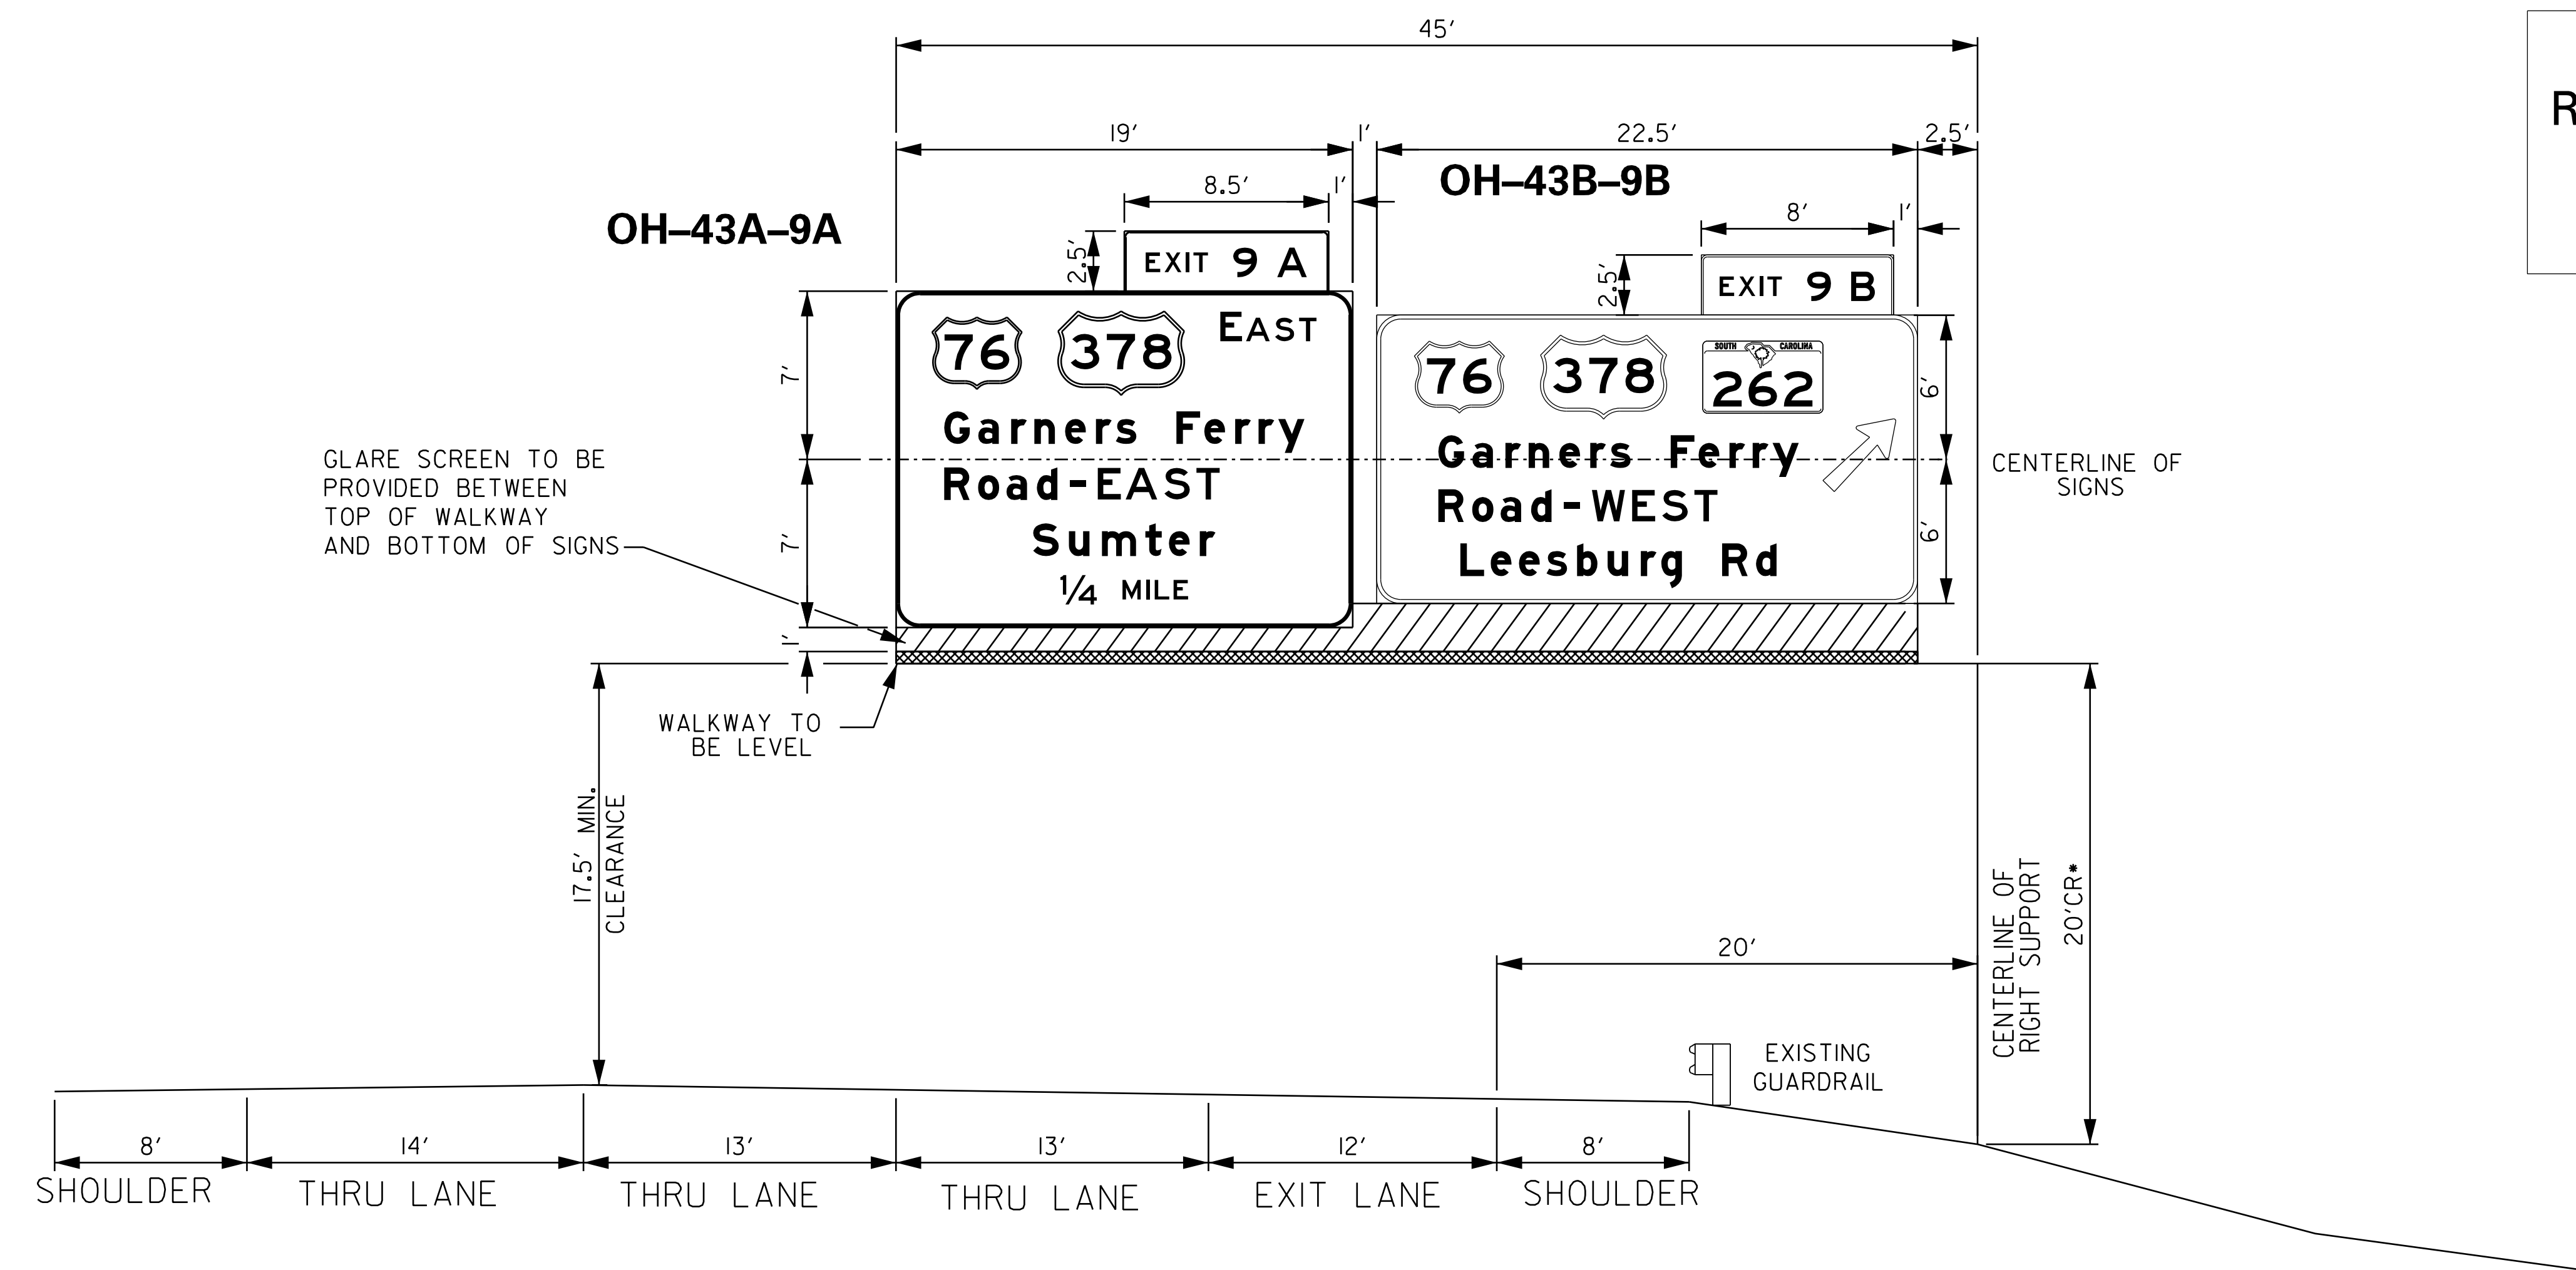 45′
19′
1′
22.5′
2.5′
R
OH–43A–9A
8.5′
1′
OH–43B–9B
8′
1′
2.5′
EXIT 9 A
2.5′
EXIT 9 B
7′
7′
1′
76 378 EAST
Garners Ferry
Road-EAST
Sumter
1/4 MILE
76 378
SOUTH CAROLINA
262
Garners Ferry
Road-WEST
Leesburg Rd
6′
6′
CENTERLINE OF
SIGNS
GLARE SCREEN TO BE
PROVIDED BETWEEN
TOP OF WALKWAY
AND BOTTOM OF SIGNS
WALKWAY TO
BE LEVEL
17.5′ MIN.
CLEARANCE
20′
CENTERLINE OF
RIGHT SUPPORT
20'CR*
EXISTING
GUARDRAIL
8′
14′
13′
13′
12′
8′
SHOULDER
THRU LANE
THRU LANE
THRU LANE
EXIT LANE
SHOULDER